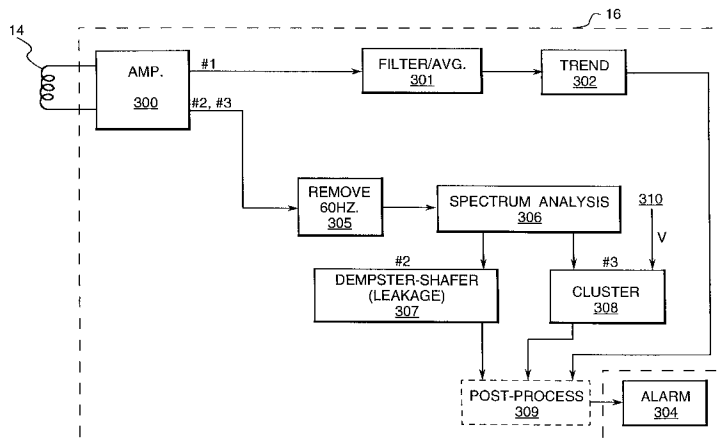 16
14
AMP.
300
#1
#2, #3
FILTER/AVG.
301
TREND
302
REMOVE
60HZ.
305
SPECTRUM ANALYSIS
306
310
V
#2
DEMPSTER-SHAFER
(LEAKAGE)
307
#3
CLUSTER
308
POST-PROCESS
309
ALARM
304